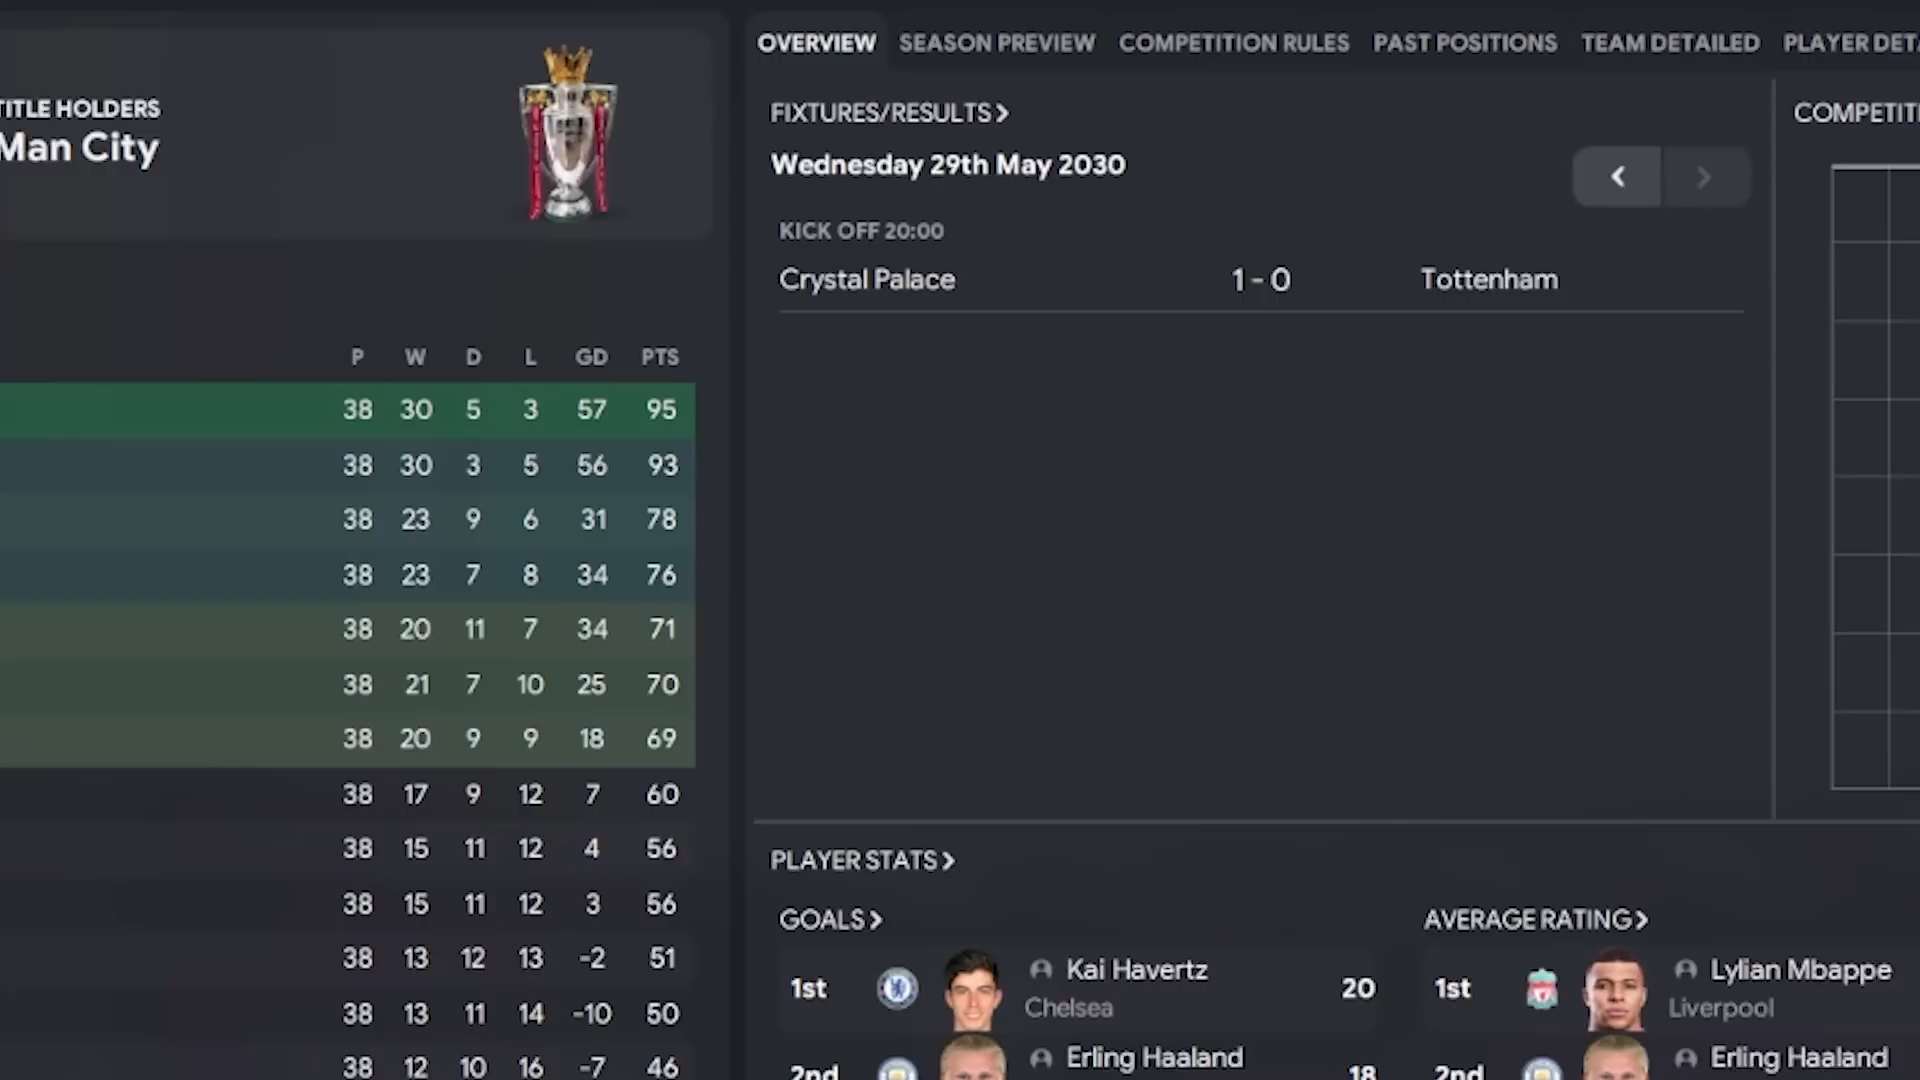 TITLE HOLDERS
Man City
P W D L GD PTS
38 30 5 3 57 95
38 30 3 5 56 93
38 23 9 6 31 78
38 23 7 8 34 76
38 20 11 7 34 71
38 21 7 10 25 70
38 20 9 9 18 69
38 17 9 12 7 60
38 15 11 12 4 56
38 15 11 12 3 56
38 13 12 13 -2 51
38 13 11 14 -10 50
38 12 10 16 -7 46
OVERVIEW SEASON PREVIEW COMPETITION RULES PAST POSITIONS TEAM DETAILED PLAYER DETA
FIXTURES/RESULTS
Wednesday 29th May 2030
KICK OFF 20:00
Crystal Palace 1 - 0 Tottenham
COMPETITI
PLAYER STATS
GOALS
1st Kai Havertz 20
Chelsea
2nd Erling Haaland 18
AVERAGE RATING
1st Lylian Mbappe
Liverpool
2nd Erling Haaland